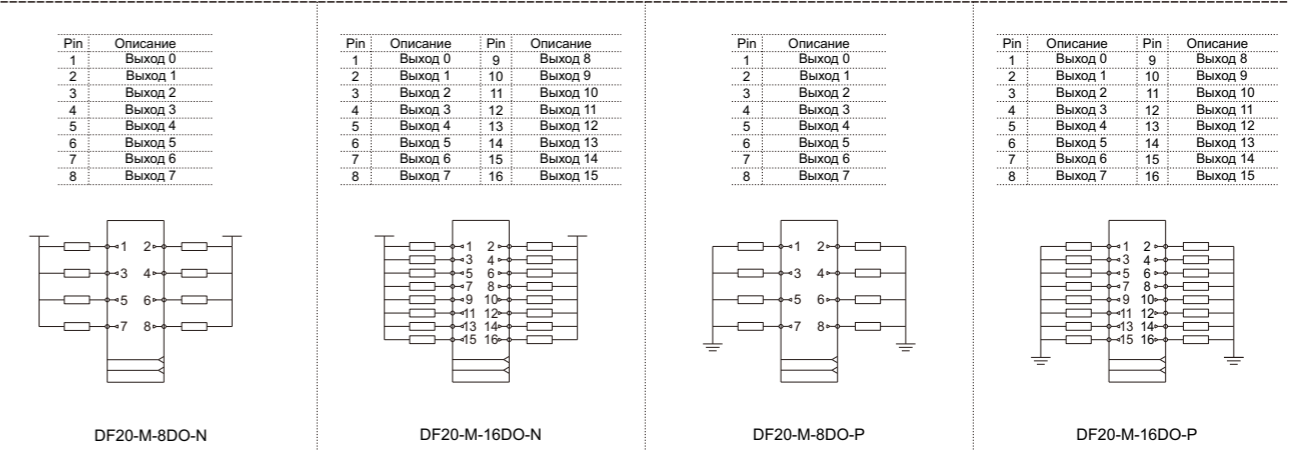 Pin Описание
1 Выход 0
2 Выход 1
3 Выход 2
4 Выход 3
5 Выход 4
6 Выход 5
7 Выход 6
8 Выход 7
1 2
3 4
5 6
7 8
DF20-M-8DO-N
Pin Описание Pin Описание
1 Выход 0 9 Выход 8
2 Выход 1 10 Выход 9
3 Выход 2 11 Выход 10
4 Выход 3 12 Выход 11
5 Выход 4 13 Выход 12
6 Выход 5 14 Выход 13
7 Выход 6 15 Выход 14
8 Выход 7 16 Выход 15
1 2
3 4
5 6
7 8
9 10
11 12
13 14
15 16
DF20-M-16DO-N
Pin Описание
1 Выход 0
2 Выход 1
3 Выход 2
4 Выход 3
5 Выход 4
6 Выход 5
7 Выход 6
8 Выход 7
1 2
3 4
5 6
7 8
DF20-M-8DO-P
Pin Описание Pin Описание
1 Выход 0 9 Выход 8
2 Выход 1 10 Выход 9
3 Выход 2 11 Выход 10
4 Выход 3 12 Выход 11
5 Выход 4 13 Выход 12
6 Выход 5 14 Выход 13
7 Выход 6 15 Выход 14
8 Выход 7 16 Выход 15
1 2
3 4
5 6
7 8
9 10
11 12
13 14
15 16
DF20-M-16DO-P